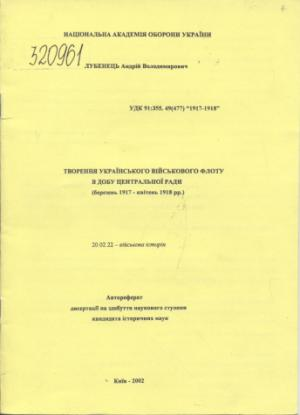 НАЦІОНАЛЬНА АКАДЕМІЯ ОБОРОНИ УКРАЇНИ
320961
ЛУБЕНЕЦЬ Андрій Володимирович
УДК 91:355. 49(477) "1917-1918"
ТВОРЕННЯ УКРАЇНСЬКОГО ВІЙСЬКОВОГО ФЛОТУ
В ДОБУ ЦЕНТРАЛЬНОЇ РАДИ
(березень 1917 - квітень 1918 рр.)
20.02.22 – військова історія
Автореферат
дисертації на здобуття наукового ступеня
кандидата історичних наук
Київ - 2002